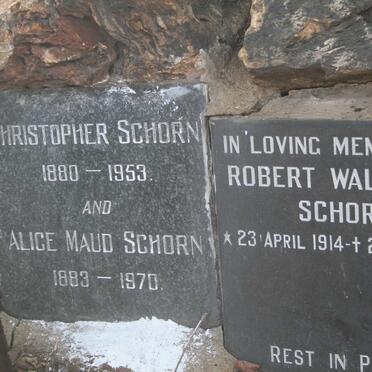 CHRISTOPHER SCHORN
1880 – 1953.
AND
ALICE MAUD SCHORN
1883 – 1970.
IN LOVING MEM
ROBERT WAL
SCHOR
* 23 APRIL 1914 - † 2
REST IN P